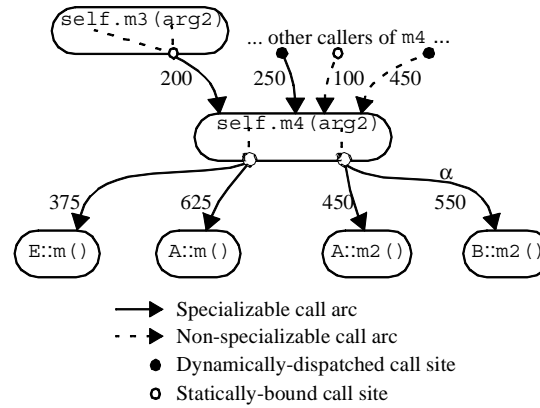 self.m3(arg2)
... other callers of m4 ...
200 250 100 450
self.m4(arg2)
α
375 625 450 550
E::m() A::m() A::m2() B::m2()
Specializable call arc
Non-specializable call arc
Dynamically-dispatched call site
Statically-bound call site